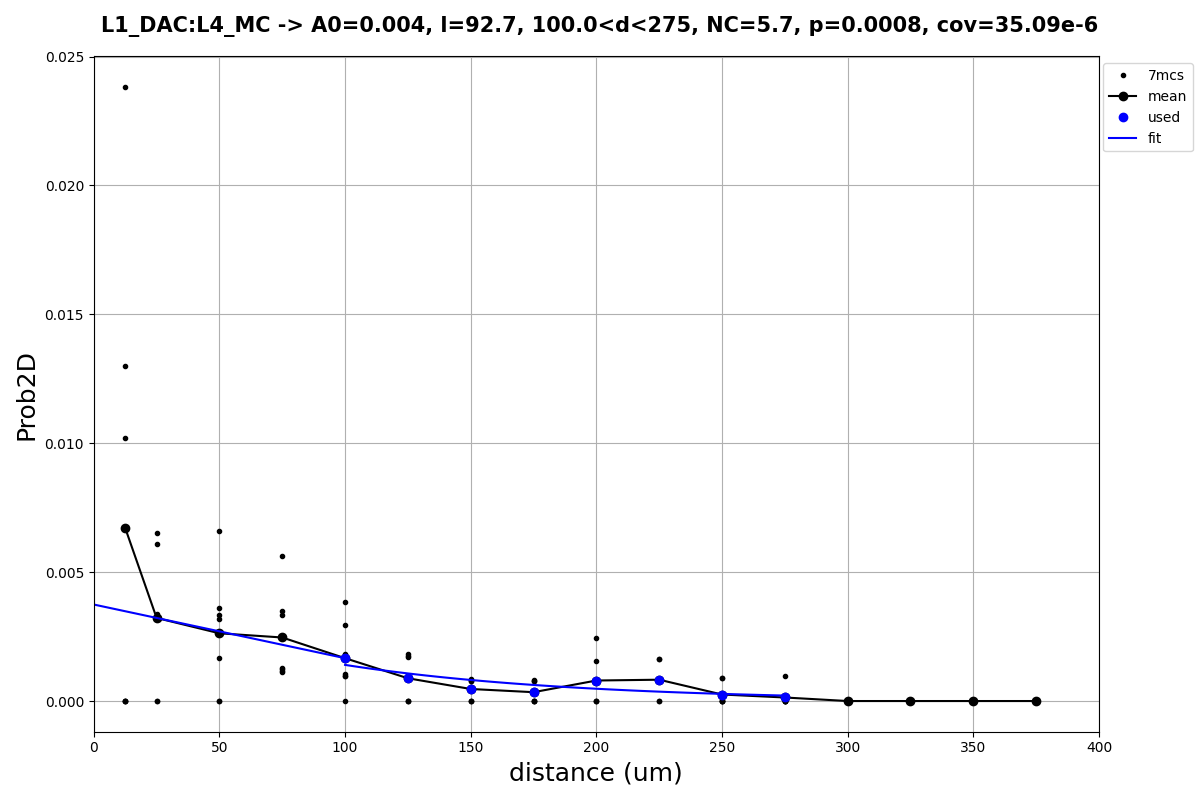 L1_DAC:L4_MC -> A0=0.004, l=92.7, 100.0<d<275, NC=5.7, p=0.0008, cov=35.09e-6
7mcs
mean
used
fit
Prob2D
0.025
0.020
0.015
0.010
0.005
0.000
0 50 100 150 200 250 300 350 400
distance (um)